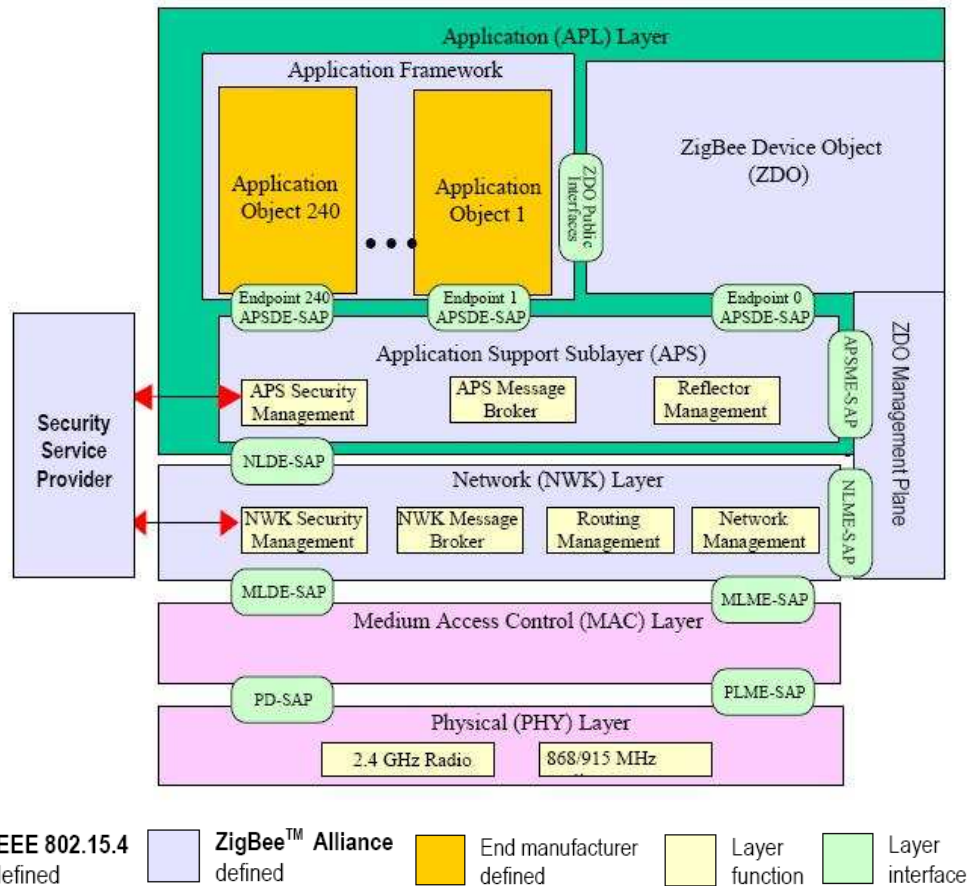 Application (APL) Layer
Application Framework
Application
Object 240
Application
Object 1
ZDO Public
Interfaces
ZigBee Device Object
(ZDO)
Endpoint 240
APSDE-SAP
Endpoint 1
APSDE-SAP
Endpoint 0
APSDE-SAP
Application Support Sublayer (APS)
APS Security
Management
APS Message
Broker
Reflector
Management
APSME-SAP
ZDO Management Plane
Security
Service
Provider
NLDE-SAP
Network (NWK) Layer
NWK Security
Management
NWK Message
Broker
Routing
Management
Network
Management
NLME-SAP
MLDE-SAP
MLME-SAP
Medium Access Control (MAC) Layer
PD-SAP
PLME-SAP
Physical (PHY) Layer
2.4 GHz Radio
868/915 MHz
EEE 802.15.4
defined
ZigBee™ Alliance
defined
End manufacturer
defined
Layer
function
Layer
interface